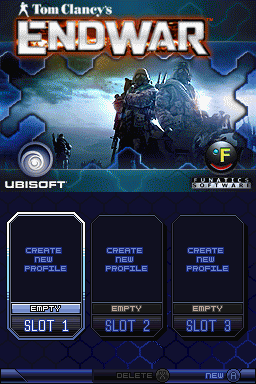 Tom Clancy's
ENDWAR™
UBISOFT
F
FUNATICS
SOFTWARE
CREATE NEW PROFILE
EMPTY
SLOT 1
CREATE NEW PROFILE
EMPTY
SLOT 2
CREATE NEW PROFILE
EMPTY
SLOT 3
DELETE X NEW A